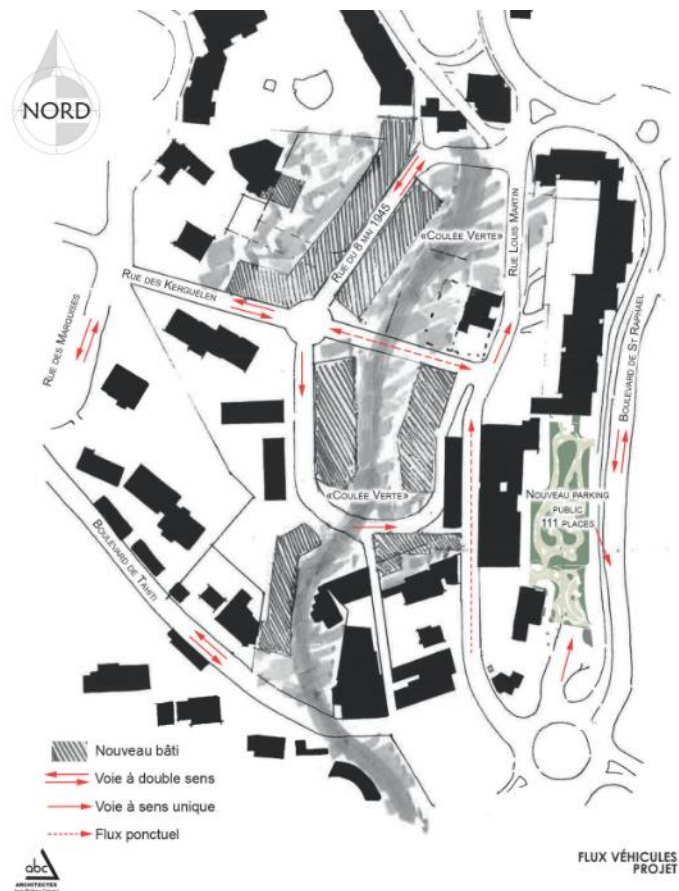 NORD
RUE DU 8 MAI 1945
«COULÉE VERTE»
RUE LOUIS MARTIN
RUE DES KERGUELEN
RUE DES MARQUISES
BOULEVARD DE ST RAPHAËL
NOUVEAU PARKING
PUBLIC
111 PLACES
«COULÉE VERTE»
BOULEVARD DE TAHITI
Nouveau bâti
Voie à double sens
Voie à sens unique
Flux ponctuel
abc
ARCHITECTES
FLUX VÉHICULES
PROJET